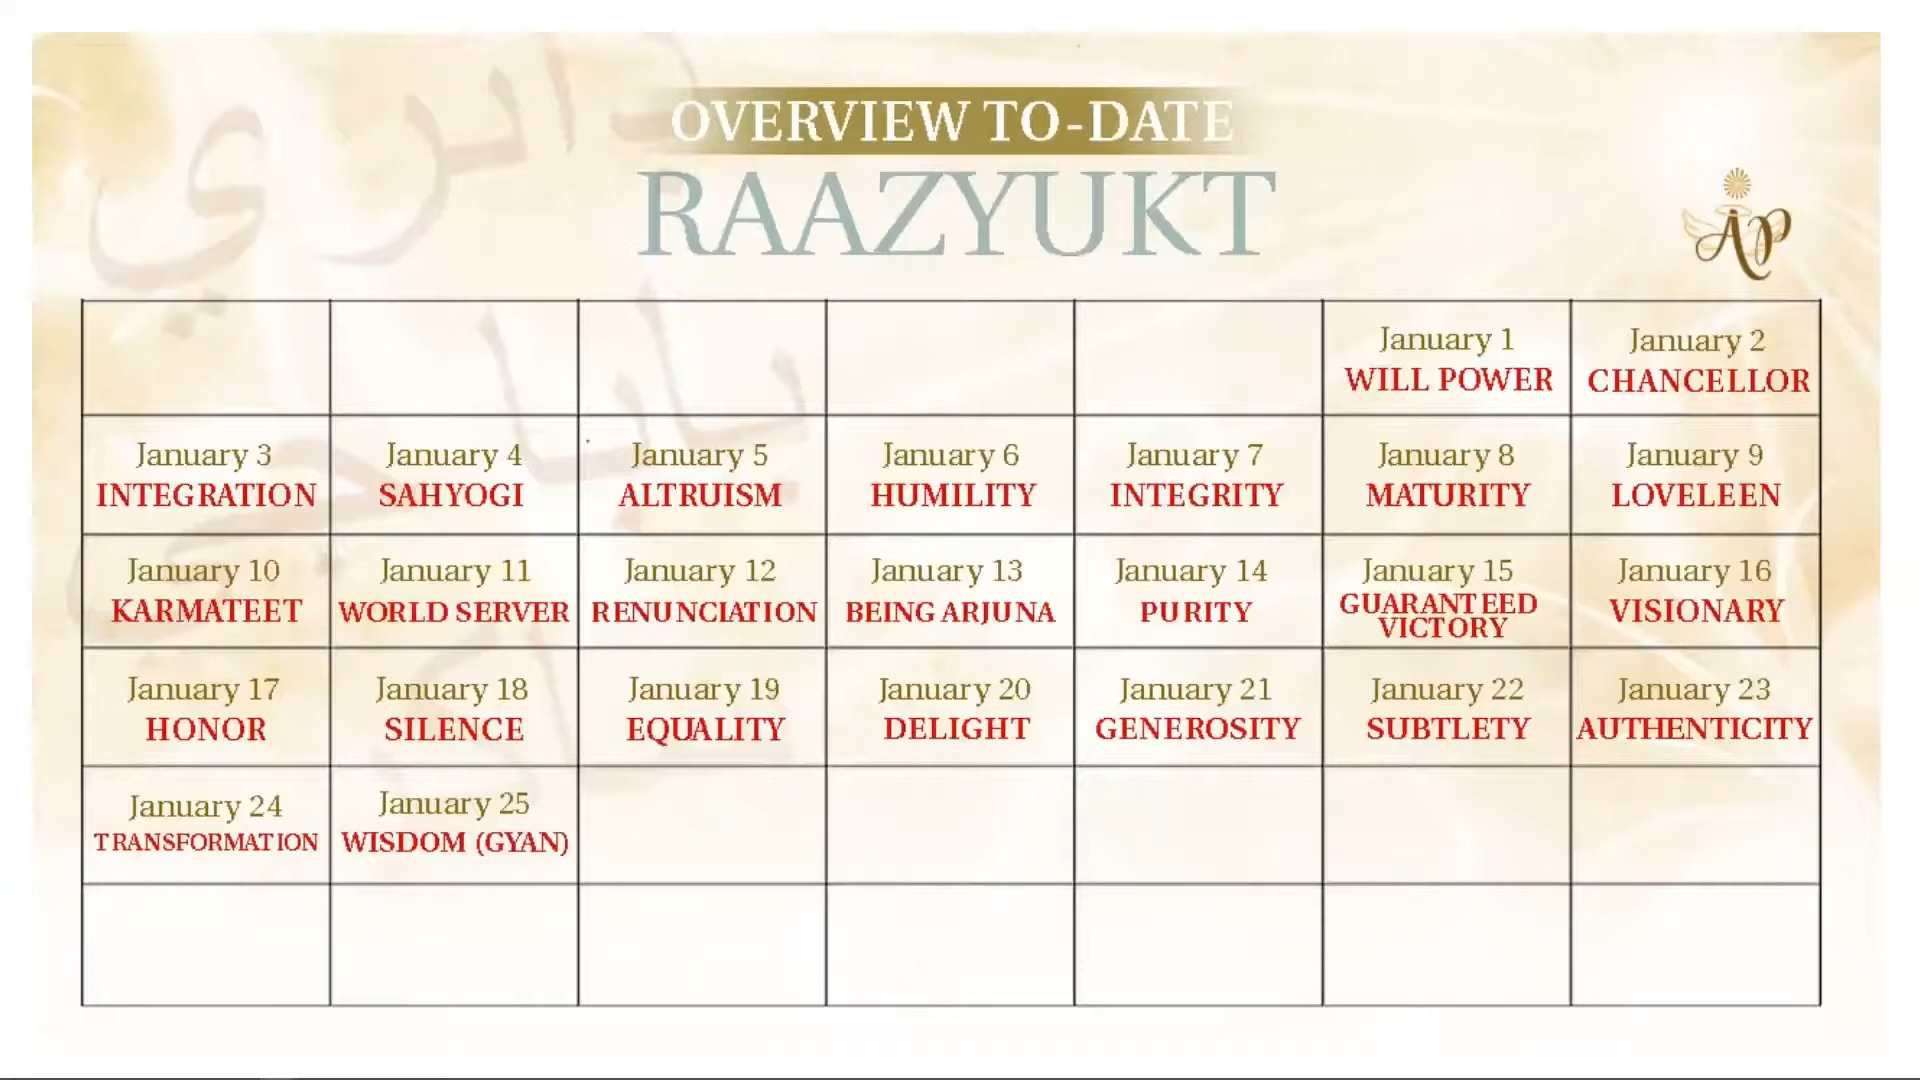 OVERVIEW TO-DATE
RAAZYUKT
AP
January 1
WILL POWER
January 2
CHANCELLOR
January 3
INTEGRATION
January 4
SAHYOGI
January 5
ALTRUISM
January 6
HUMILITY
January 7
INTEGRITY
January 8
MATURITY
January 9
LOVELEEN
January 10
KARMATEET
January 11
WORLD SERVER
January 12
RENUNCIATION
January 13
BEING ARJUNA
January 14
PURITY
January 15
GUARANTEED
VICTORY
January 16
VISIONARY
January 17
HONOR
January 18
SILENCE
January 19
EQUALITY
January 20
DELIGHT
January 21
GENEROSITY
January 22
SUBTLETY
January 23
AUTHENTICITY
January 24
TRANSFORMATION
January 25
WISDOM (GYAN)